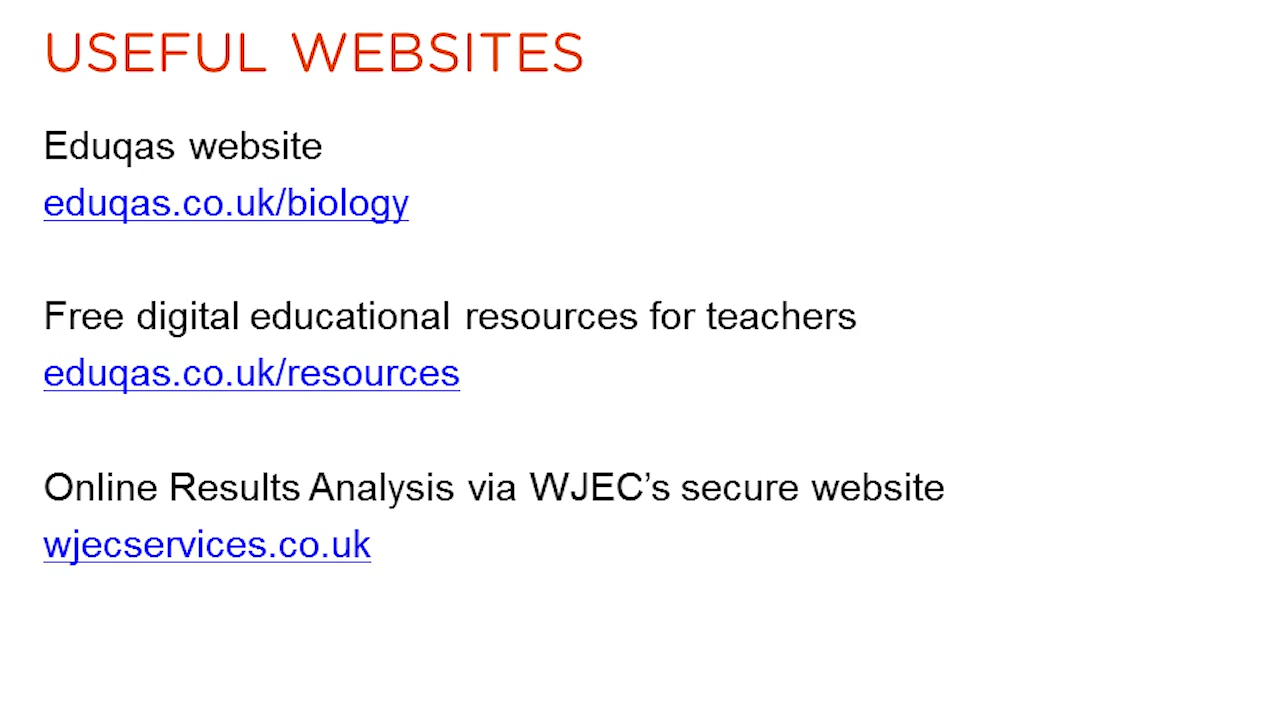 USEFUL WEBSITES
Eduqas website
eduqas.co.uk/biology
Free digital educational resources for teachers
eduqas.co.uk/resources
Online Results Analysis via WJEC’s secure website
wjecservices.co.uk